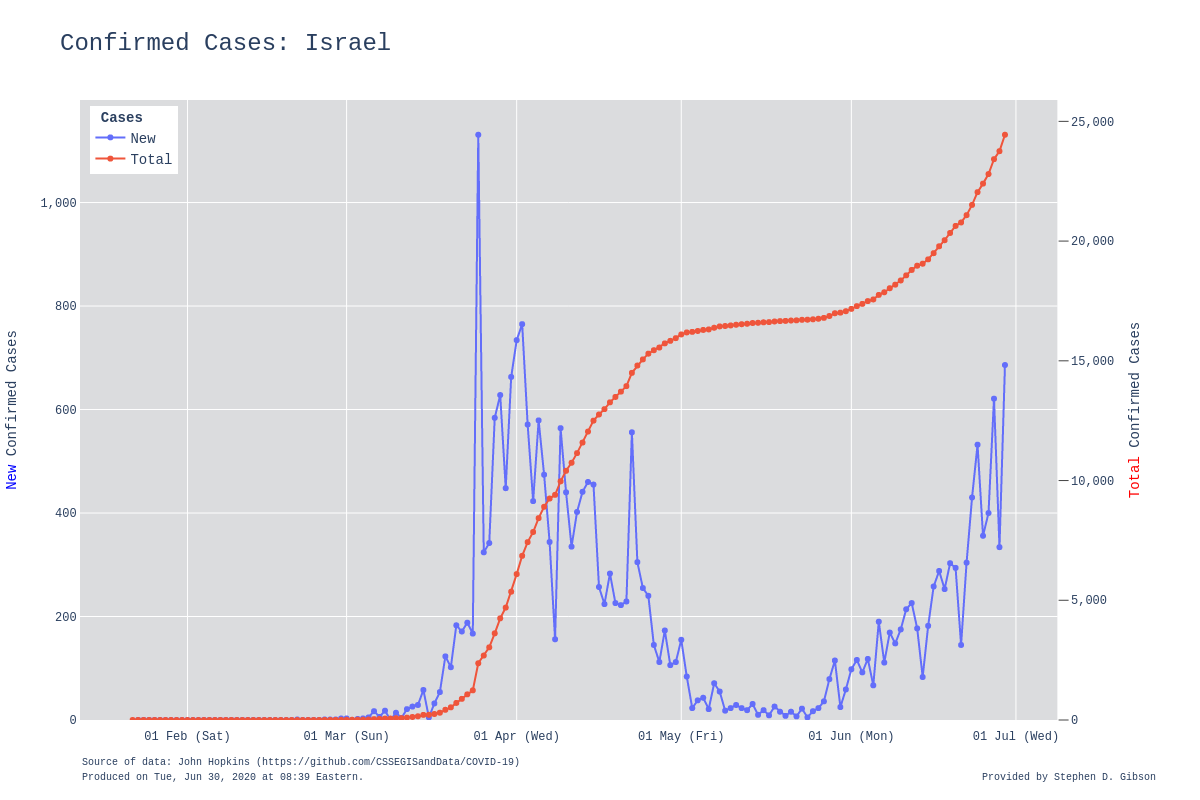 Confirmed Cases: Israel
Cases
New
Total
1,000
800
600
400
200
0
25,000
20,000
15,000
10,000
5,000
0
New Confirmed Cases
Total Confirmed Cases
01 Feb (Sat) 01 Mar (Sun) 01 Apr (Wed) 01 May (Fri) 01 Jun (Mon) 01 Jul (Wed)
Source of data: John Hopkins (https://github.com/CSSEGISandData/COVID-19)
Produced on Tue, Jun 30, 2020 at 08:39 Eastern.
Provided by Stephen D. Gibson